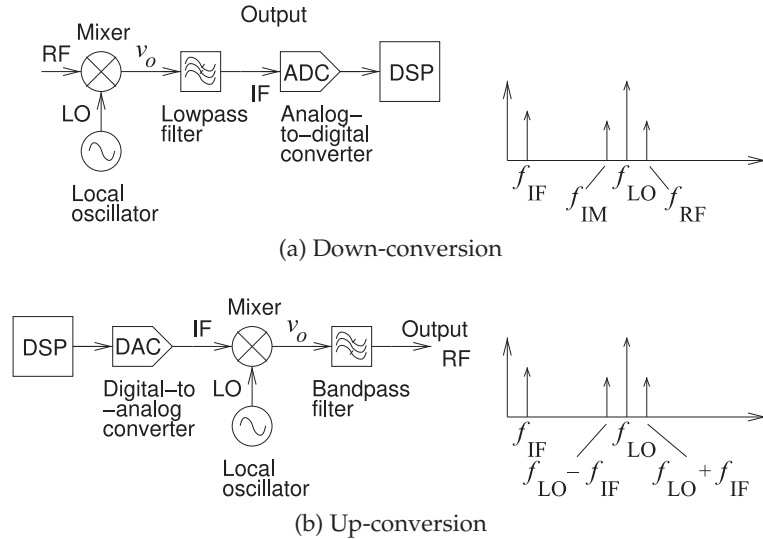 Output
Mixer
RF
v_o
LO
Lowpass
filter
IF
ADC
Analog–
to–digital
converter
DSP
Local
oscillator
f_IF
f_IM
f_LO
f_RF
(a) Down-conversion
DSP
DAC
Digital–to
–analog
converter
IF
Mixer
v_o
LO
Local
oscillator
Bandpass
filter
Output
RF
f_IF
f_LO
f_LO – f_IF
f_LO + f_IF
(b) Up-conversion